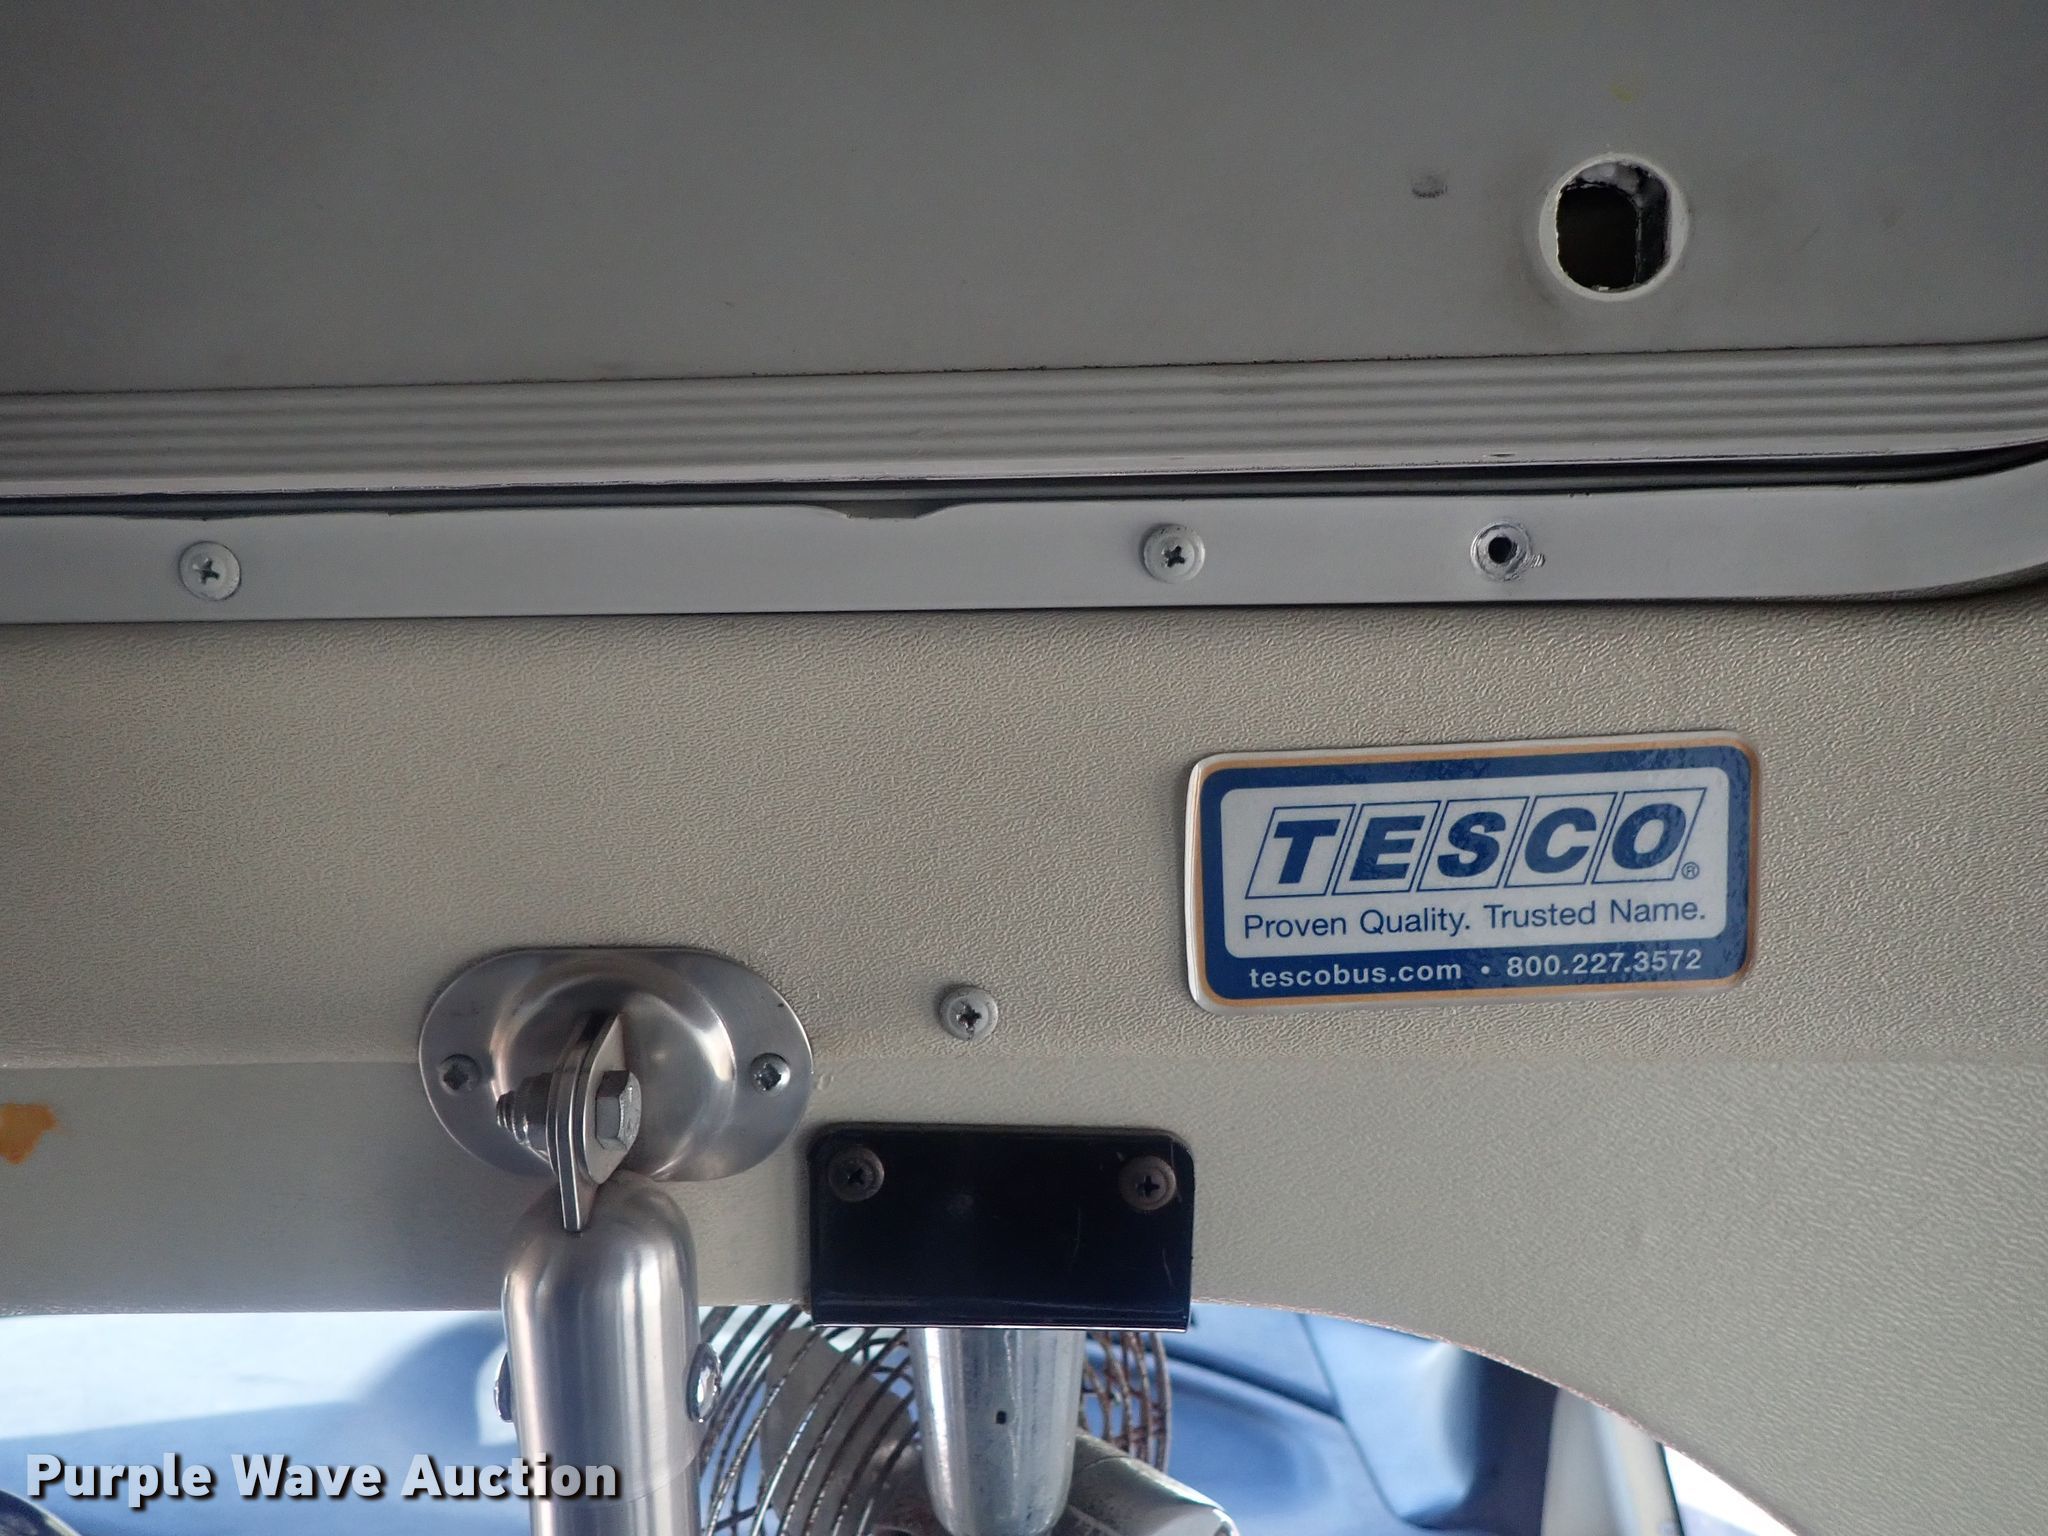 TESCO®
Proven Quality. Trusted Name.
tescobus.com • 800.227.3572
Purple Wave Auction